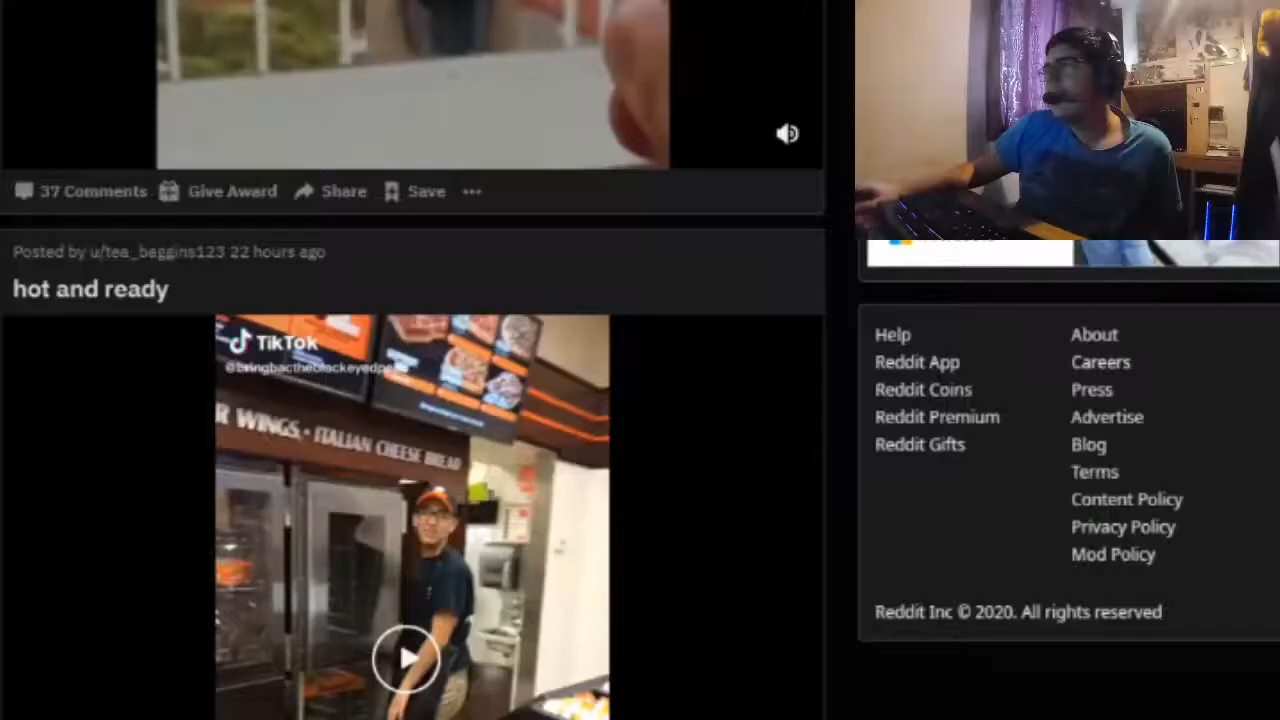 37 Comments Give Award Share Save
Posted by u/tea_baggins123 22 hours ago
hot and ready
TikTok
R WINGS • ITALIAN CHEESE BREAD
Help
Reddit App
Reddit Coins
Reddit Premium
Reddit Gifts
About
Careers
Press
Advertise
Blog
Terms
Content Policy
Privacy Policy
Mod Policy
Reddit Inc © 2020. All rights reserved